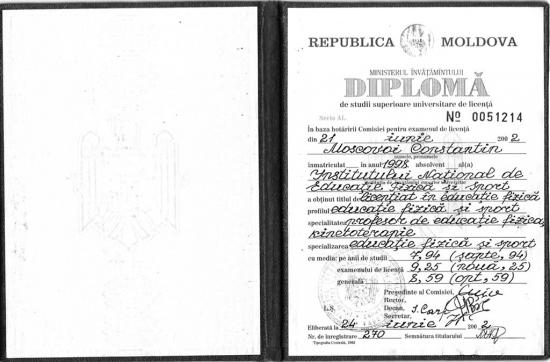 REPUBLICA MOLDOVA
MINISTERUL ÎNVĂŢĂMÎNTULUI
DIPLOMĂ
de studii superioare universitare de licenţă
Seria AL № 0051214
În baza hotărîrii Comisiei pentru examenul de licenţă
din 21 iunie 2002
Moscovoi Constantin
numele, prenumele
inmatriculat în anul 1998 absolvent al(a)
Institutului Naţional de
Educaţie Fizică şi sport
a obţinut titlul de licenţiat în educaţie fizică
profilul educaţie fizică şi sport
specialitatea profesor de educaţie fizică,
kinetoterapie
specializarea educaţie fizică şi sport
cu media: pe ani de studii 7,94 (şapte, 94)
examenului de licenţă 9,25 (nouă, 25)
generală 8,59 (opt, 59)
Preşedinte al Comisiei,
Rector,
L.Ş. Decan,
Secretar,
Eliberată la 24 iunie 2002
Nr. de înregistrare 270 Semnătura titularului
Tipografia Centrală,